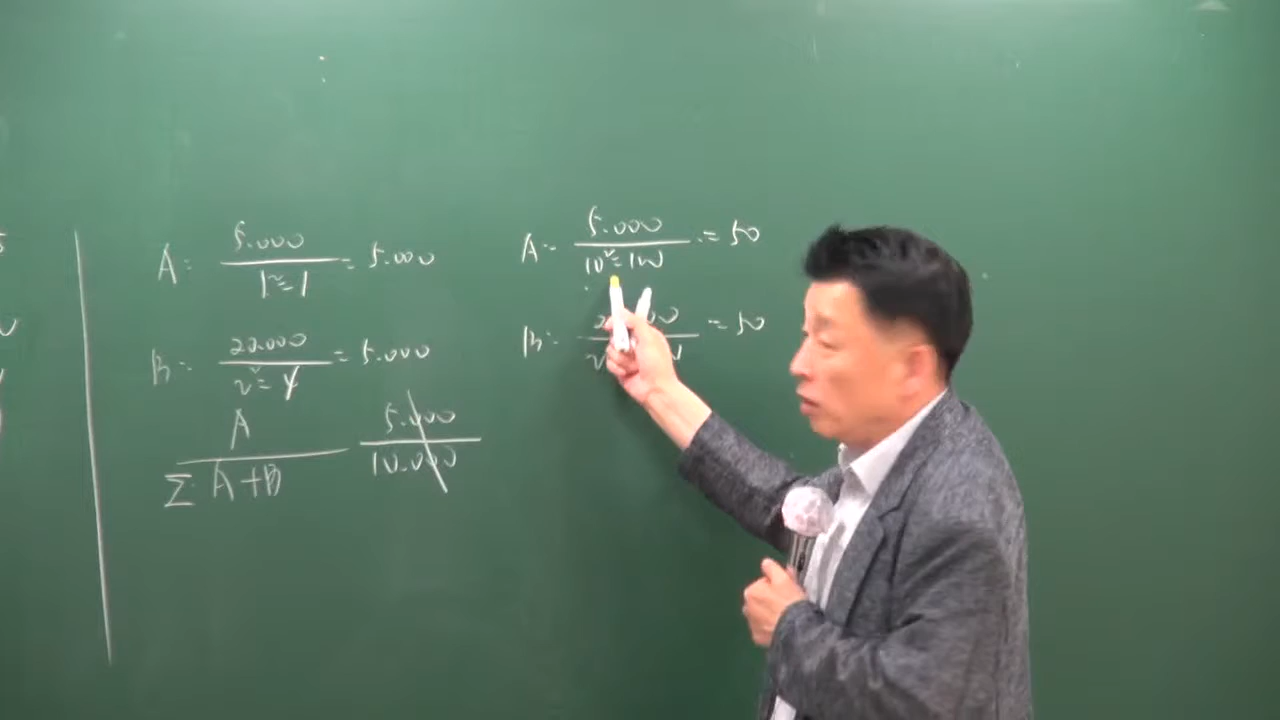 A: 5.000 / 1²=1 = 5.000
B: 20.000 / 2²=4 = 5.000
A / Σ A+B 5.000 / 10.000
A: 5.000 / 10²=100 = 50
B: = 50